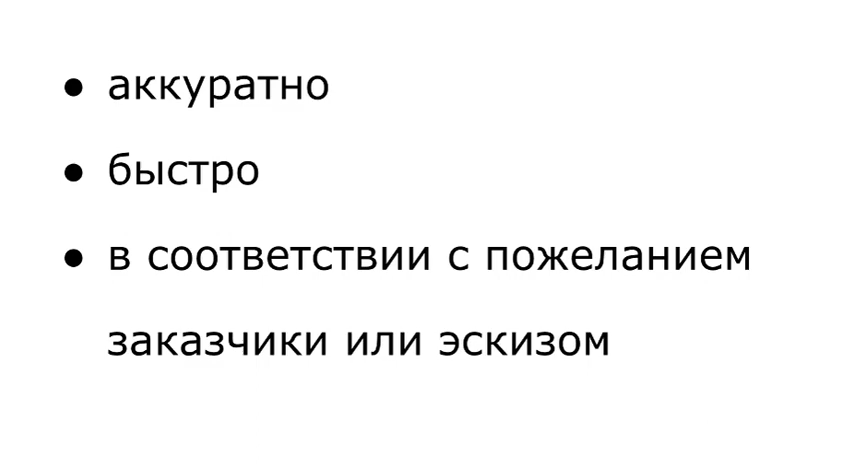 ● аккуратно
● быстро
● в соответствии с пожеланием
заказчики или эскизом